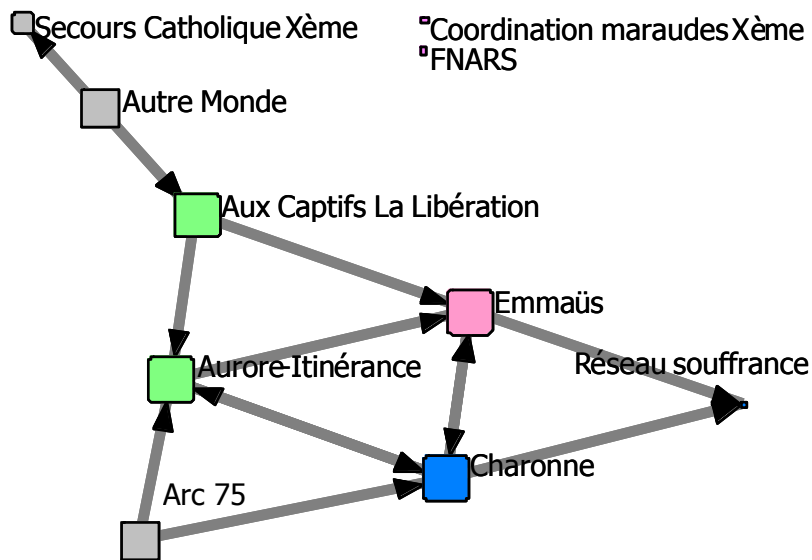 Secours Catholique Xème
Coordination maraudes Xème
FNARS
Autre Monde
Aux Captifs La Libération
Emmaüs
Réseau souffrance
Aurore-Itinérance
Charonne
Arc 75